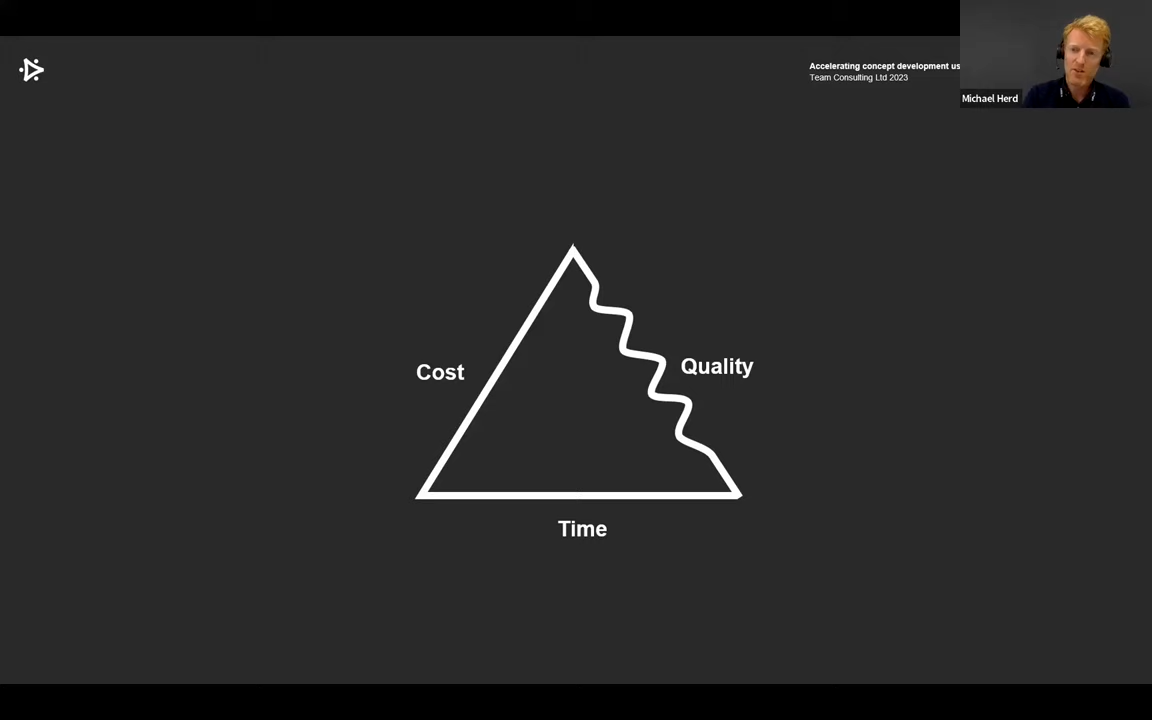 Accelerating concept development us
Team Consulting Ltd 2023
Michael Herd
Cost
Quality
Time